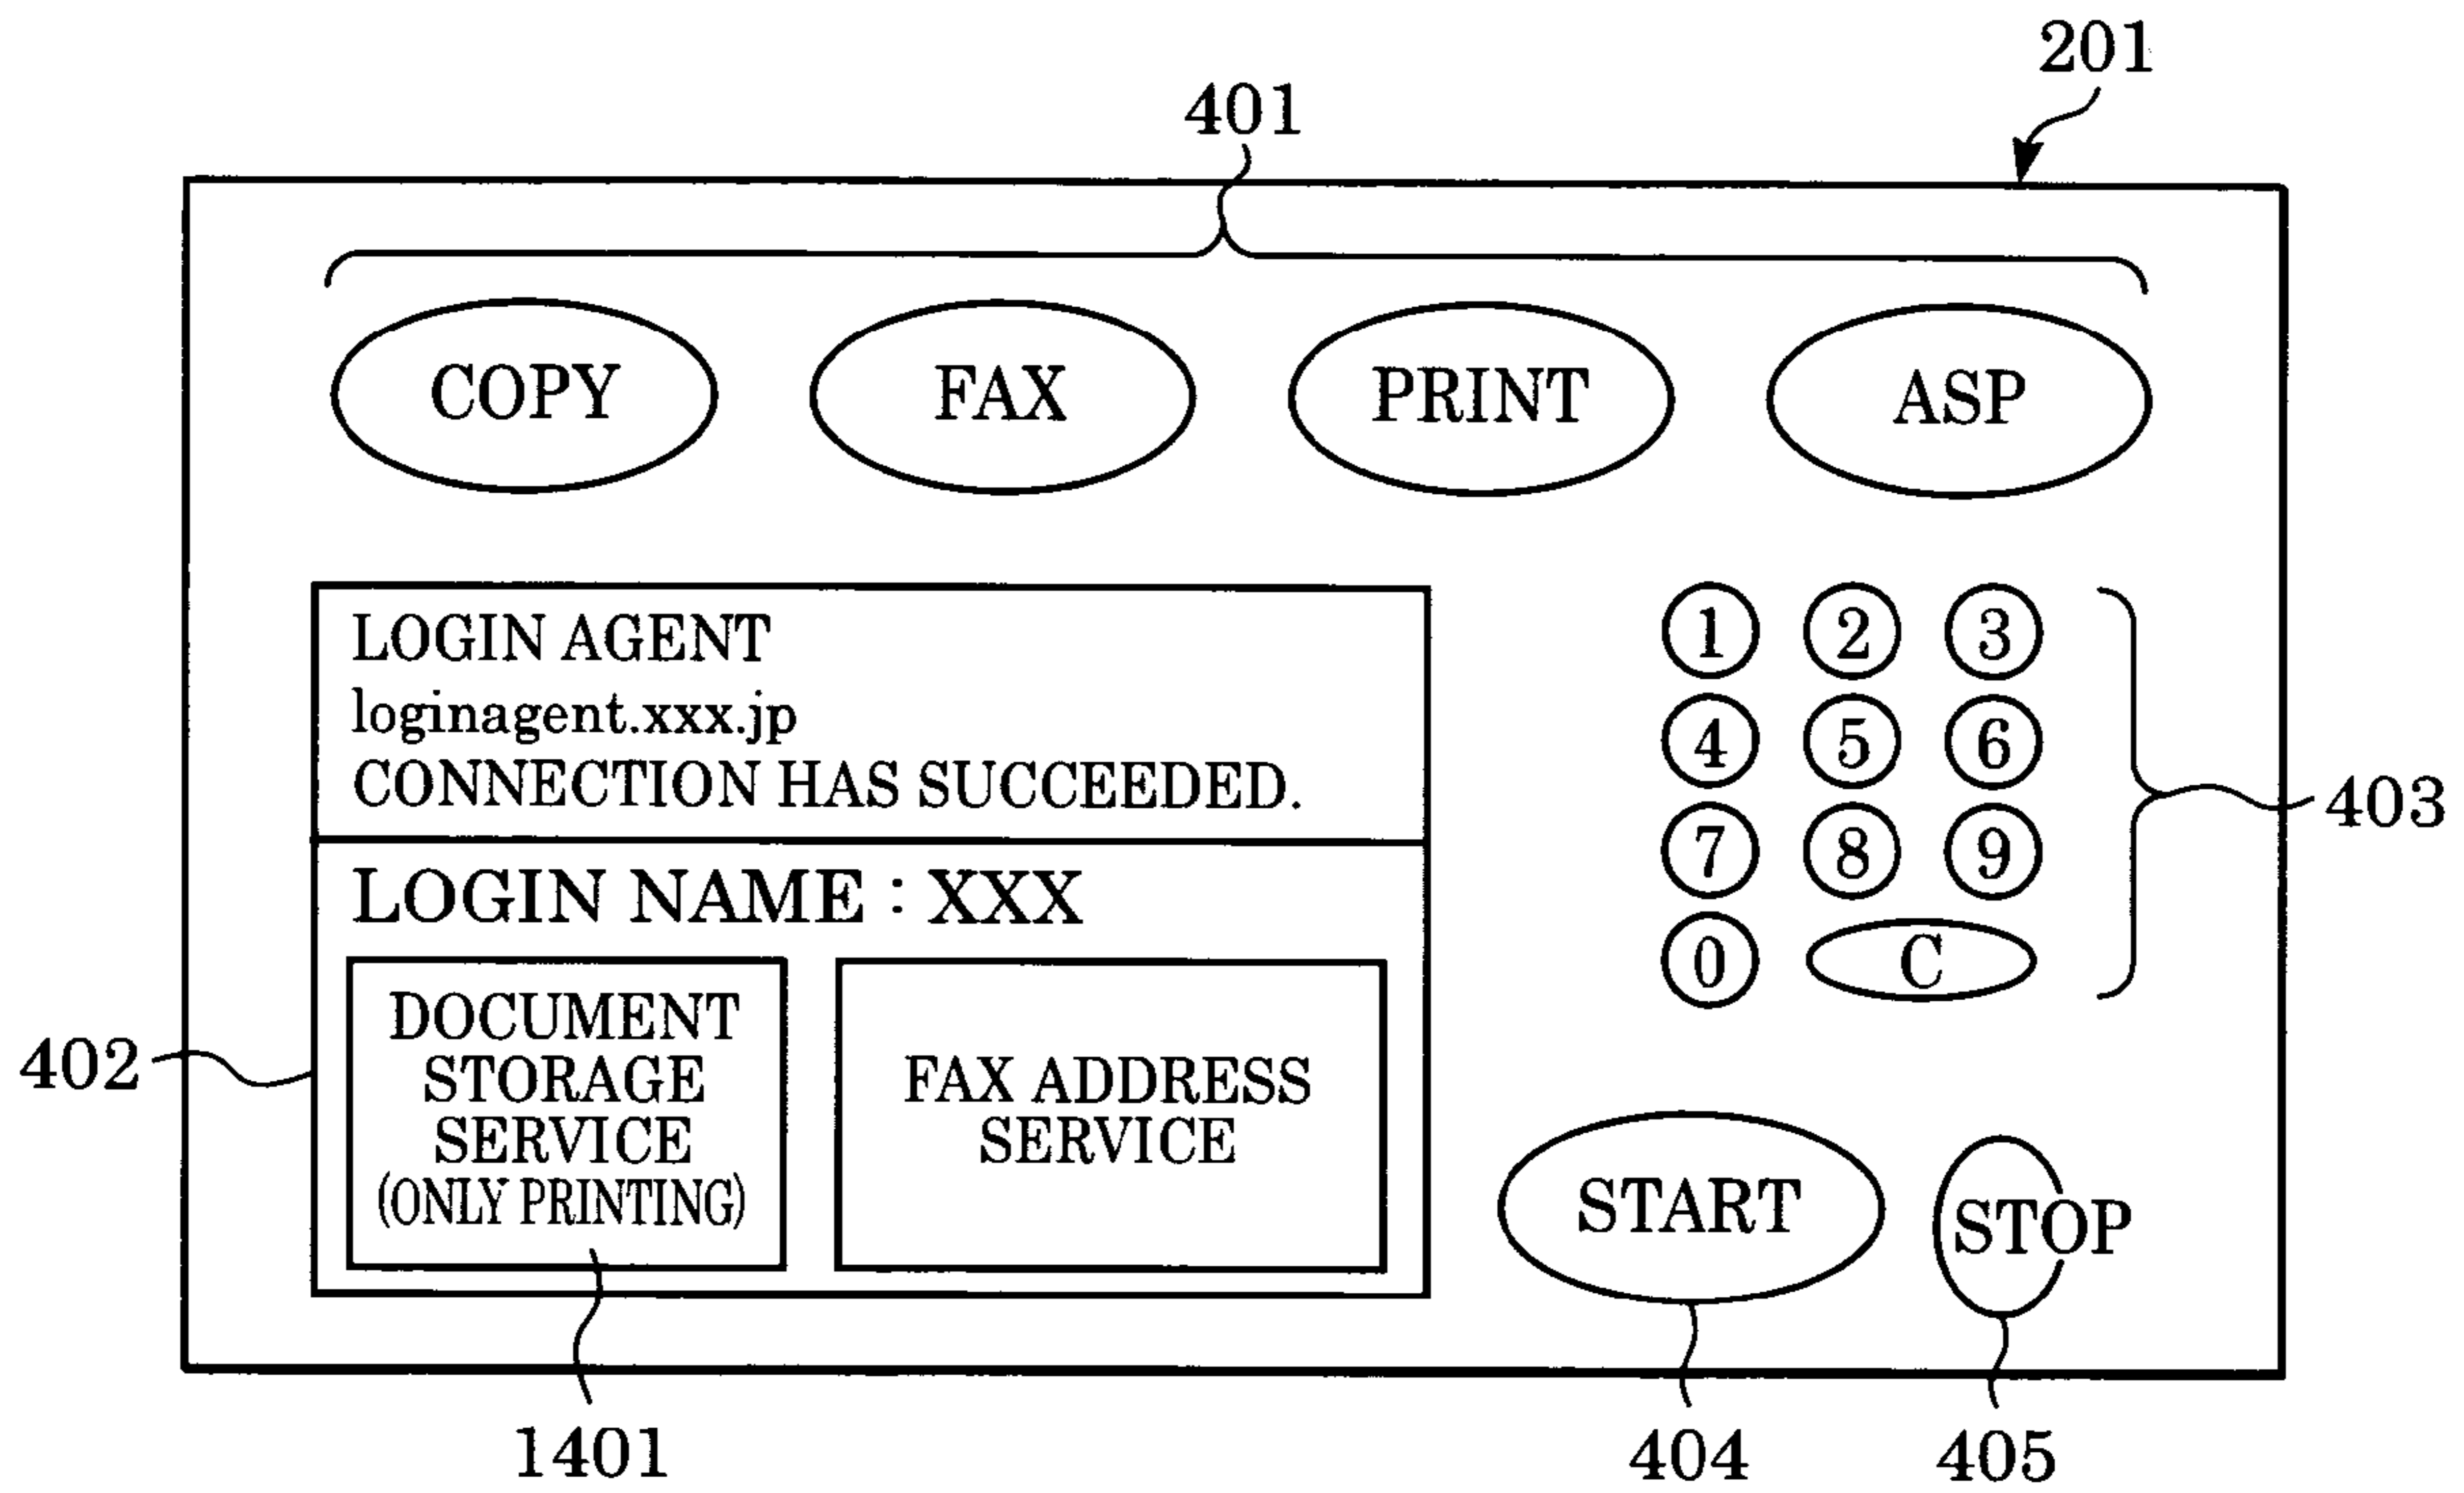 201
401
COPY FAX PRINT ASP
LOGIN AGENT
loginagent.xxx.jp
CONNECTION HAS SUCCEEDED.
LOGIN NAME : XXX
DOCUMENT
STORAGE
SERVICE
(ONLY PRINTING)
FAX ADDRESS
SERVICE
1 2 3
4 5 6
7 8 9
0 C
403
402
START STOP
1401
404
405